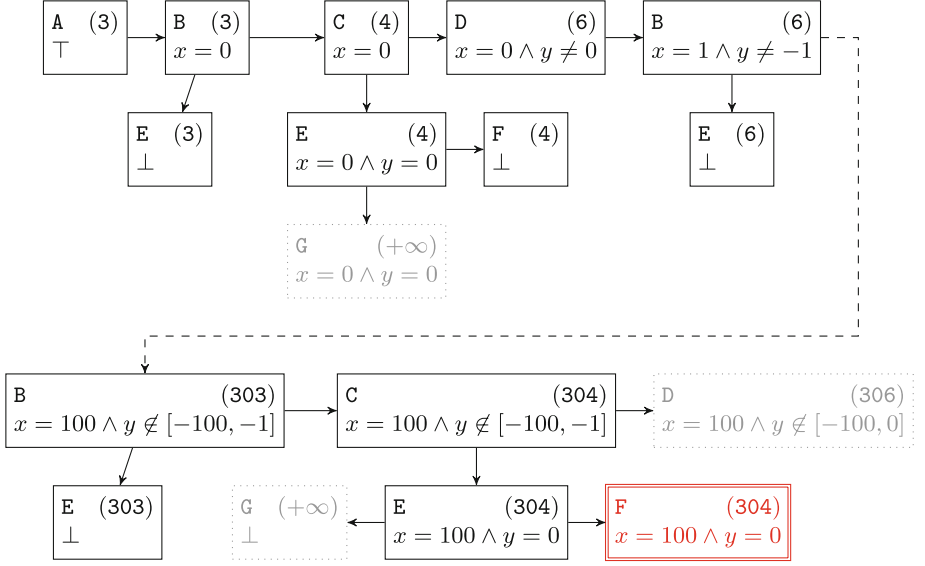 A (3)
⊤
B (3)
x = 0
C (4)
x = 0
D (6)
x = 0 ∧ y ≠ 0
B (6)
x = 1 ∧ y ≠ −1
E (3)
⊥
E (4)
x = 0 ∧ y = 0
F (4)
⊥
E (6)
⊥
G (+∞)
x = 0 ∧ y = 0
B (303)
x = 100 ∧ y ∉ [−100, −1]
C (304)
x = 100 ∧ y ∉ [−100, −1]
D (306)
x = 100 ∧ y ∉ [−100, 0]
E (303)
⊥
G (+∞)
⊥
E (304)
x = 100 ∧ y = 0
F (304)
x = 100 ∧ y = 0